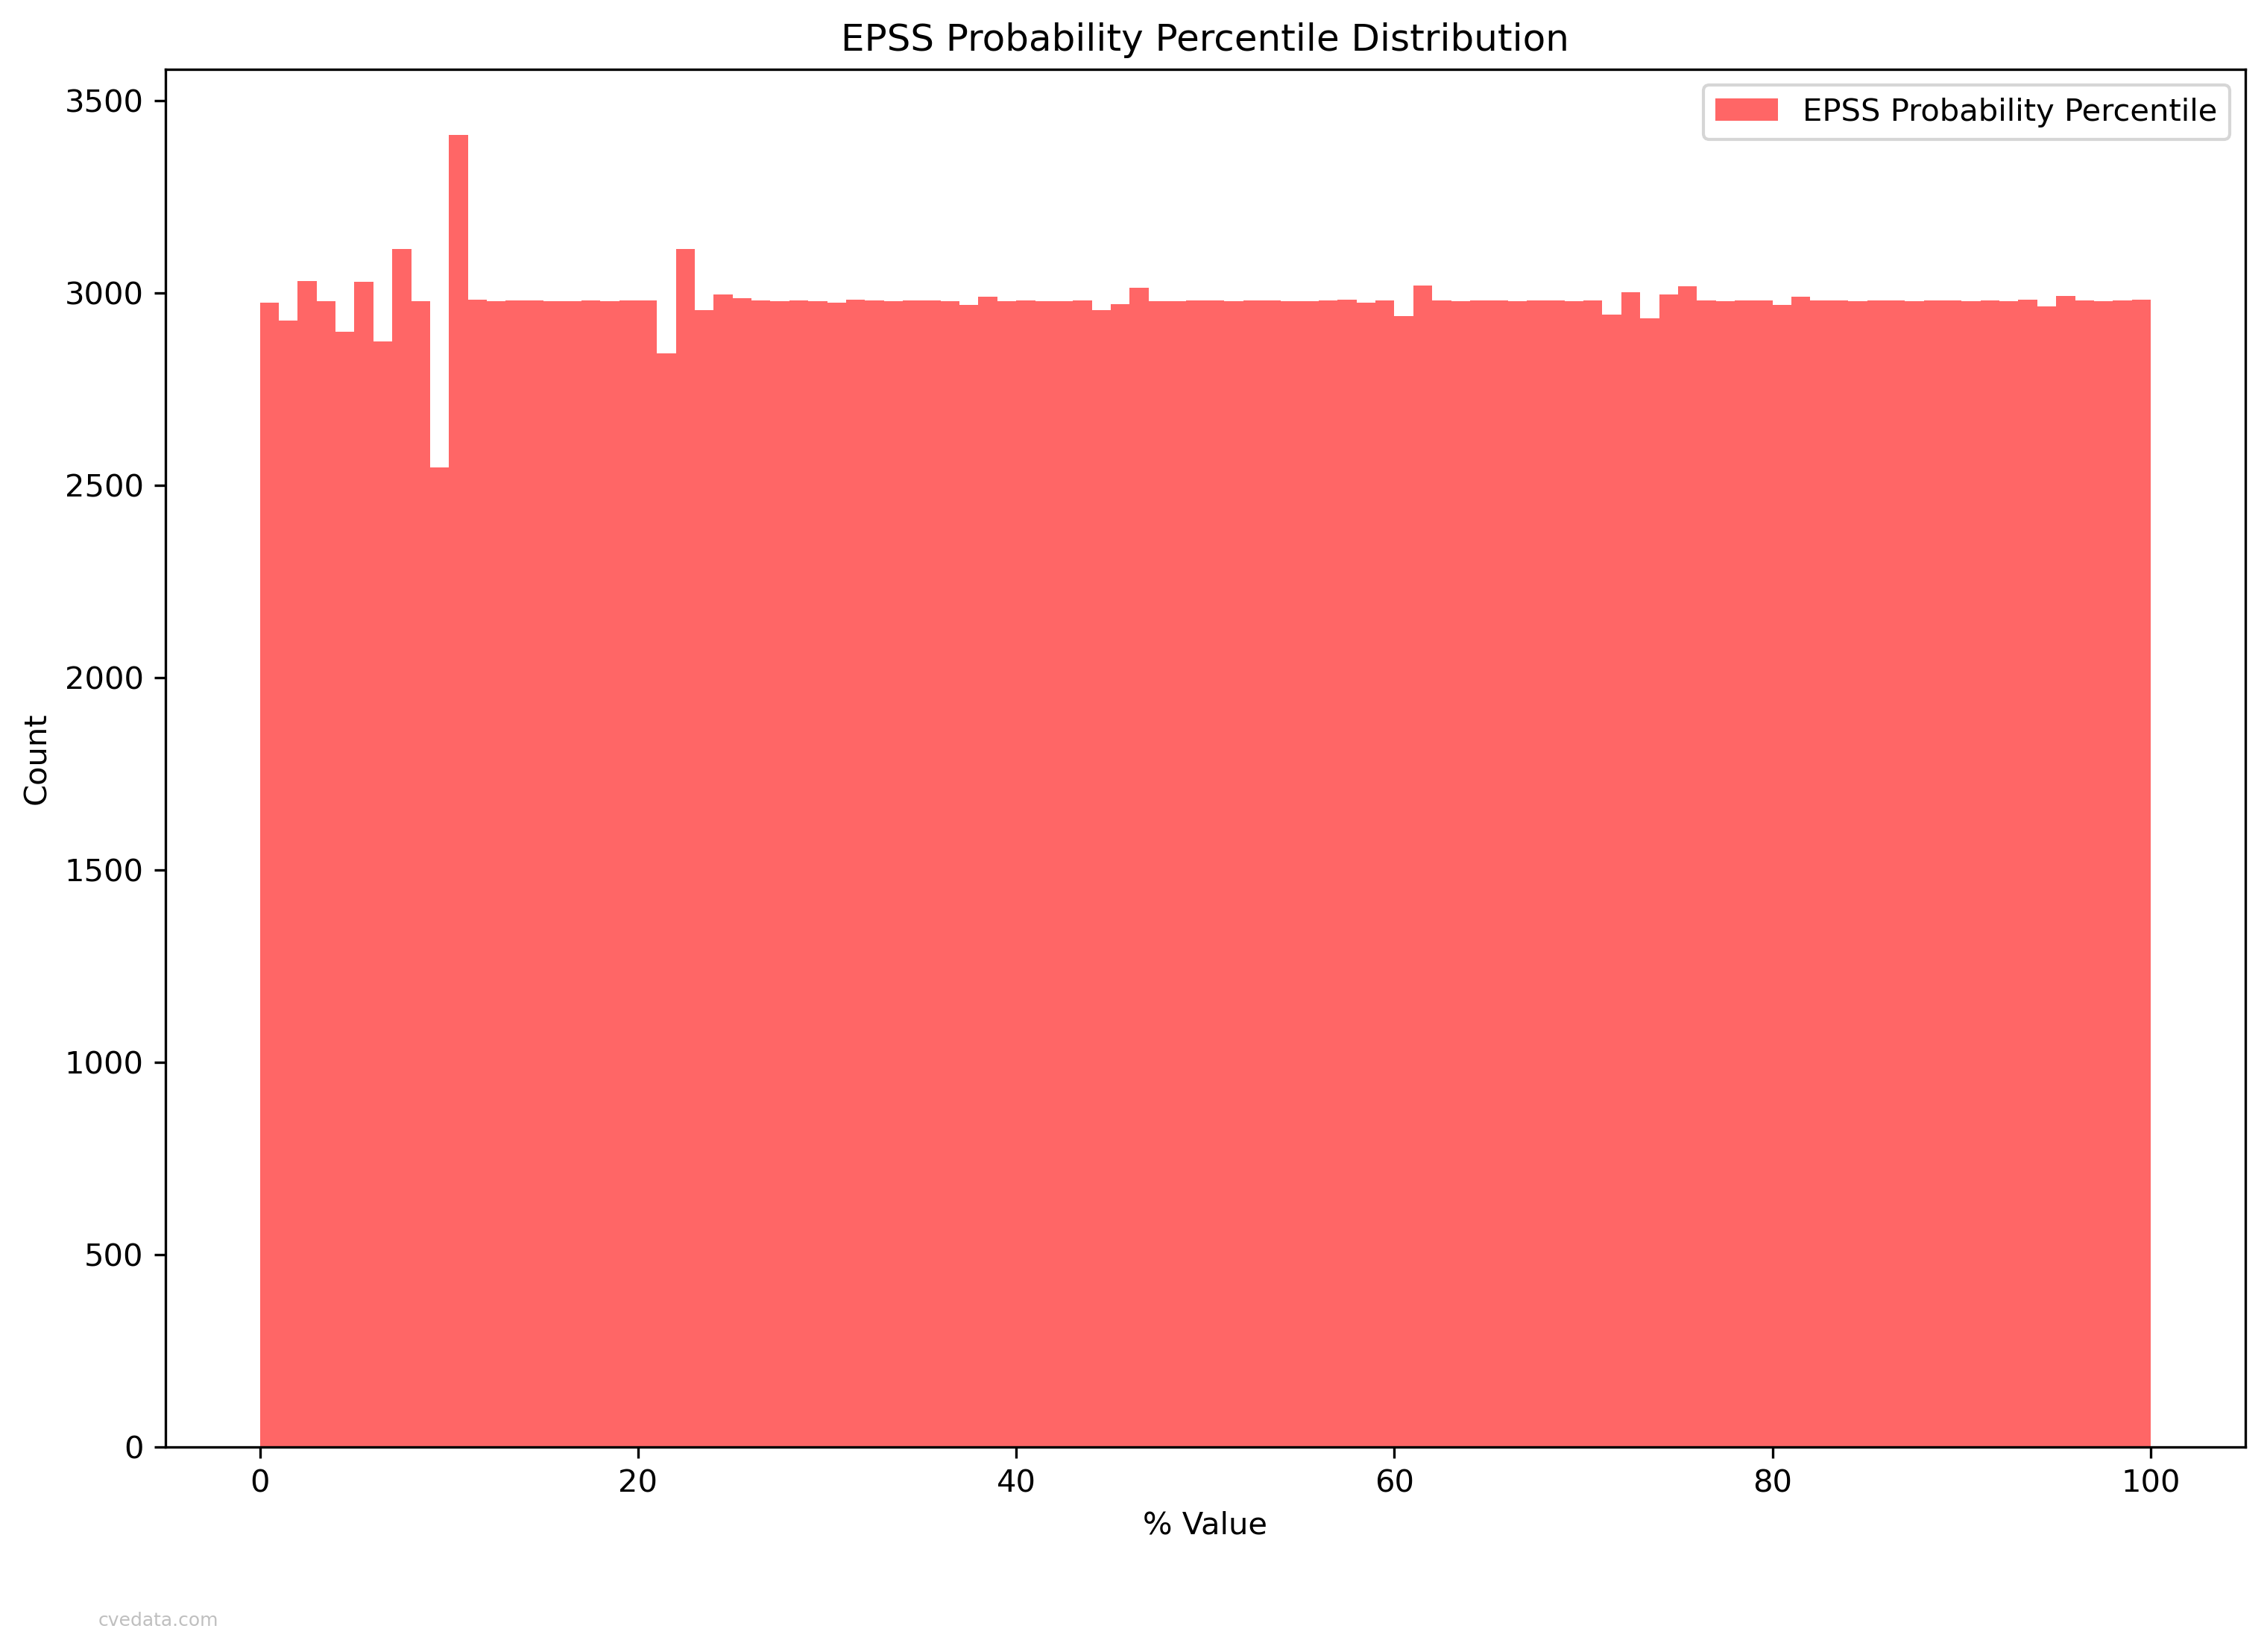 EPSS Probability Percentile Distribution
EPSS Probability Percentile
3500
3000
2500
2000
1500
1000
500
0
Count
0 20 40 60 80 100
% Value
cvedata.com